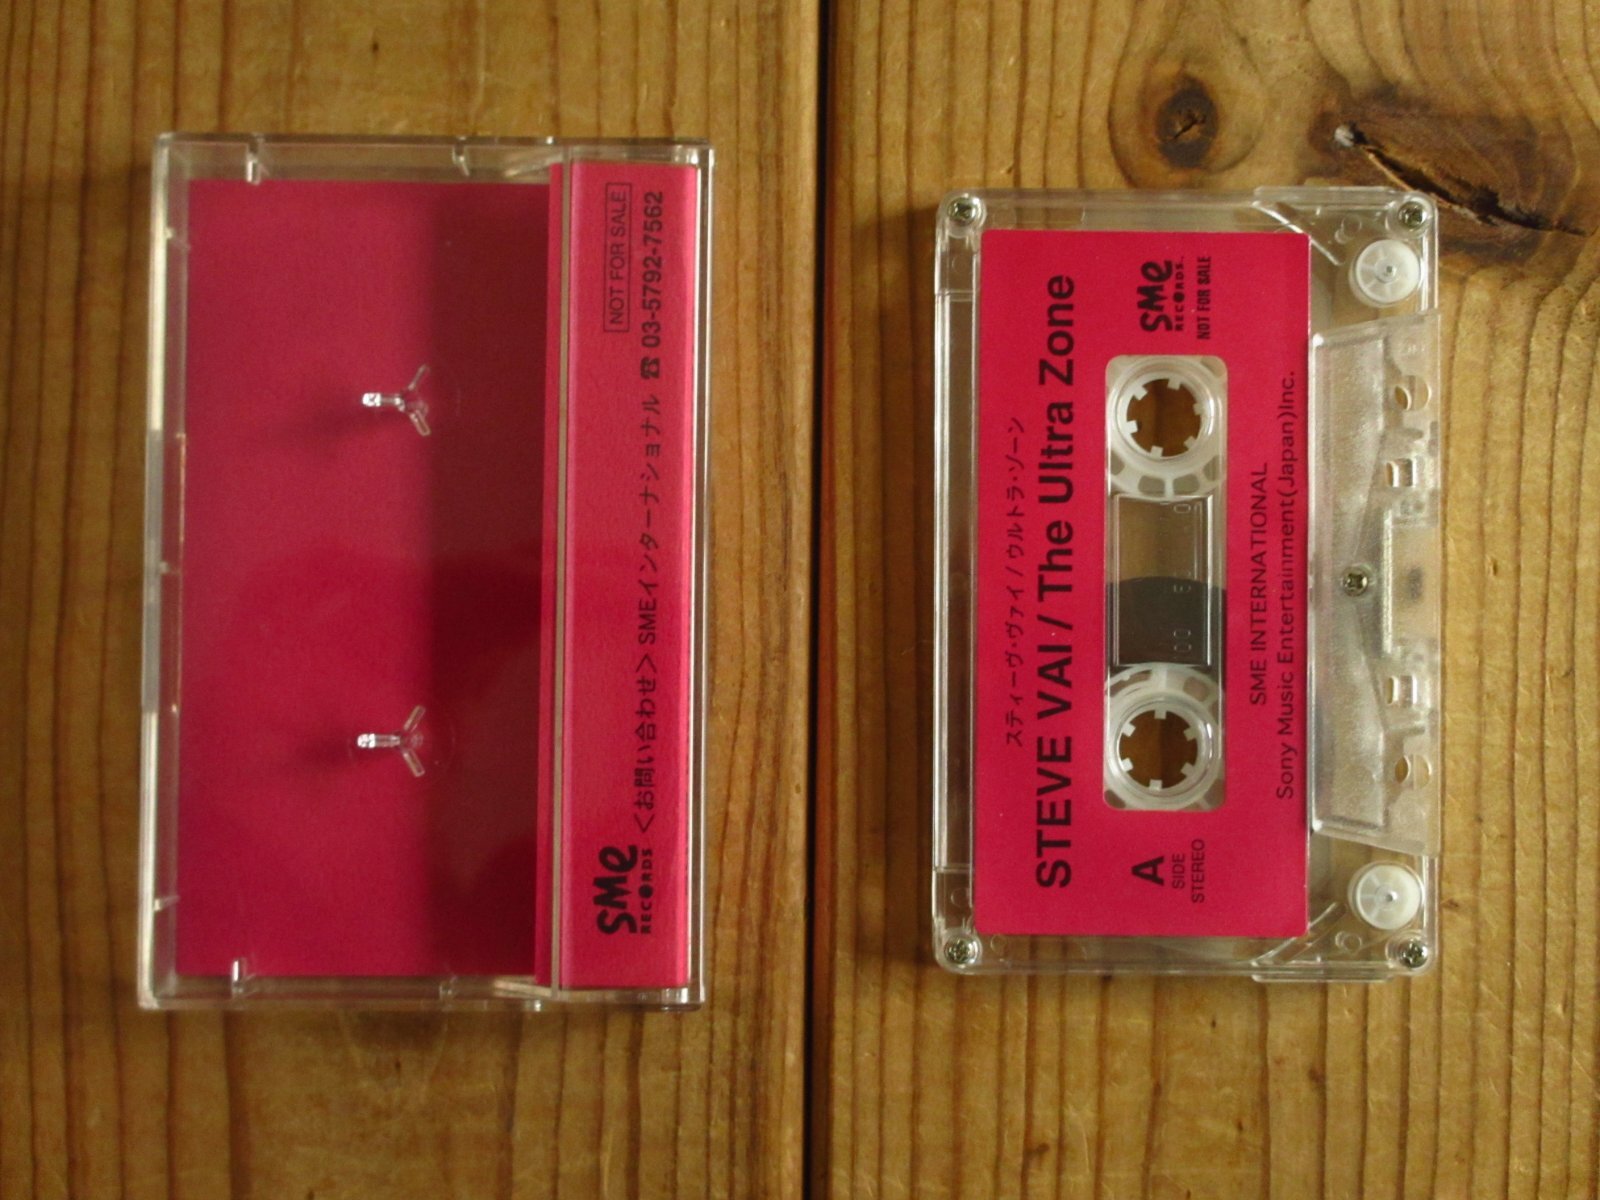 NOT FOR SALE
SMe
RECORDS
<お問い合わせ> SMEインターナショナル ☎ 03-5792-7562
スティーヴ・ヴァイ / ウルトラ・ゾーン
STEVE VAI / The Ultra Zone
A
SIDE
STEREO
SMe
RECORDS
NOT FOR SALE
SME INTERNATIONAL
Sony Music Entertainment(Japan)Inc.